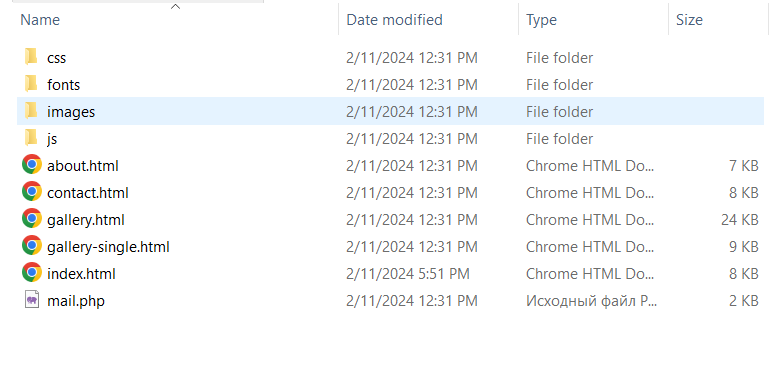 Name Date modified Type Size
css 2/11/2024 12:31 PM File folder
fonts 2/11/2024 12:31 PM File folder
images 2/11/2024 12:31 PM File folder
js 2/11/2024 12:31 PM File folder
about.html 2/11/2024 12:31 PM Chrome HTML Do... 7 KB
contact.html 2/11/2024 12:31 PM Chrome HTML Do... 8 KB
gallery.html 2/11/2024 12:31 PM Chrome HTML Do... 24 KB
gallery-single.html 2/11/2024 12:31 PM Chrome HTML Do... 9 KB
index.html 2/11/2024 5:51 PM Chrome HTML Do... 8 KB
mail.php 2/11/2024 12:31 PM Исходный файл P... 2 KB